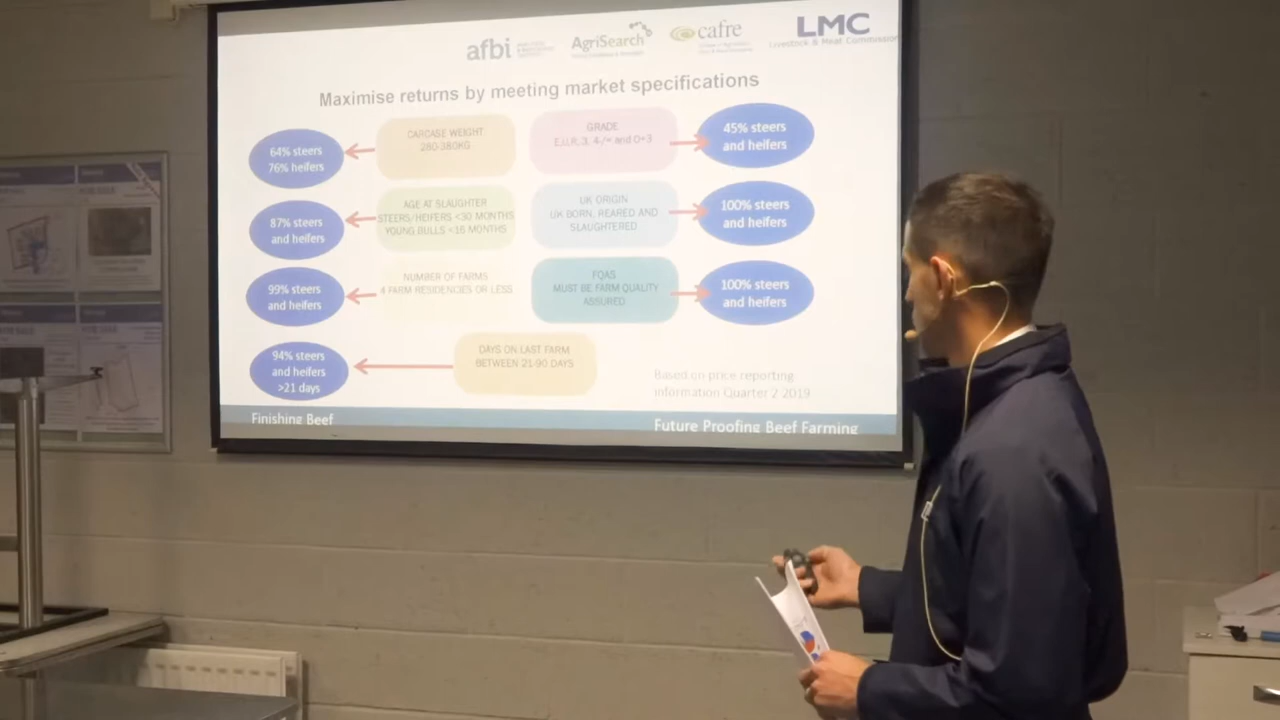 afbi
AgriSearch
cafre
LMC
Livestock & Meat Commission
Maximise returns by meeting market specifications
64% steers
76% heifers
CARCASE WEIGHT
280-380KG
GRADE
E,U,R, 3, 4-/= and O+3
45% steers
and heifers
87% steers
and heifers
AGE AT SLAUGHTER
STEERS/HEIFERS <30 MONTHS
YOUNG BULLS <16 MONTHS
UK ORIGIN
UK BORN, REARED AND
SLAUGHTERED
100% steers
and heifers
99% steers
and heifers
NUMBER OF FARMS
4 FARM RESIDENCIES OR LESS
FQAS
MUST BE FARM QUALITY
ASSURED
100% steers
and heifers
94% steers
and heifers
>21 days
DAYS ON LAST FARM
BETWEEN 21-90 DAYS
Based on price reporting
information Quarter 2 2019
Finishing Beef
Future Proofing Beef Farming